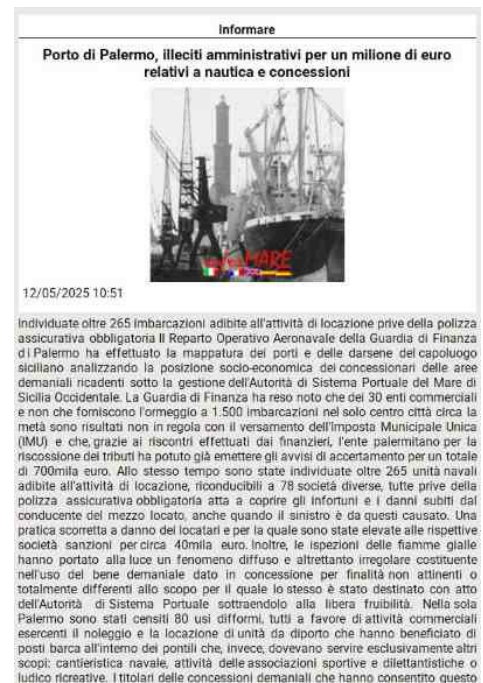 Informare
Porto di Palermo, illeciti amministrativi per un milione di euro
relativi a nautica e concessioni
MARE
12/05/2025 10:51
Individuate oltre 265 imbarcazioni adibite all'attività di locazione prive della polizza
assicurativa obbligatoria Il Reparto Operativo Aeronavale della Guardia di Finanza
di Palermo ha effettuato la mappatura dei porti e delle darsene del capoluogo
siciliano analizzando la posizione socio-economica dei concessionari delle aree
demaniali ricadenti sotto la gestione dell'Autorità di Sistema Portuale del Mare di
Sicilia Occidentale. La Guardia di Finanza ha reso noto che dei 30 enti commerciali
e non che forniscono l'ormeggio a 1.500 imbarcazioni nel solo centro città circa la
metà sono risultati non in regola con il versamento dell'Imposta Municipale Unica
(IMU) e che, grazie ai riscontri effettuati dai finanzieri, l'ente palermitano per la
riscossione dei tributi ha potuto già emettere gli avvisi di accertamento per un totale
di 700mila euro. Allo stesso tempo sono state individuate oltre 265 unità navali
adibite all'attività di locazione, riconducibili a 78 società diverse, tutte prive della
polizza assicurativa obbligatoria atta a coprire gli infortuni e i danni subiti dal
conducente del mezzo locato, anche quando il sinistro è da questi causato. Una
pratica scorretta a danno dei locatari e per la quale sono state elevate alle rispettive
società sanzioni per circa 40mila euro. Inoltre, le ispezioni delle fiamme gialle
hanno portato alla luce un fenomeno diffuso e altrettanto irregolare costituente
nell'uso del bene demaniale dato in concessione per finalità non attinenti o
totalmente differenti allo scopo per il quale lo stesso è stato destinato con atto
dell'Autorità di Sistema Portuale sottraendolo alla libera fruibilità. Nella sola
Palermo sono stati censiti 80 usi difformi, tutti a favore di attività commerciali
esercenti il noleggio e la locazione di unità da diporto che hanno beneficiato di
posti barca all'interno dei pontili che, invece, dovevano servire esclusivamente altri
scopi: cantieristica navale, attività delle associazioni sportive e dilettantistiche o
ludico ricreative. I titolari delle concessioni demaniali che hanno consentito questo